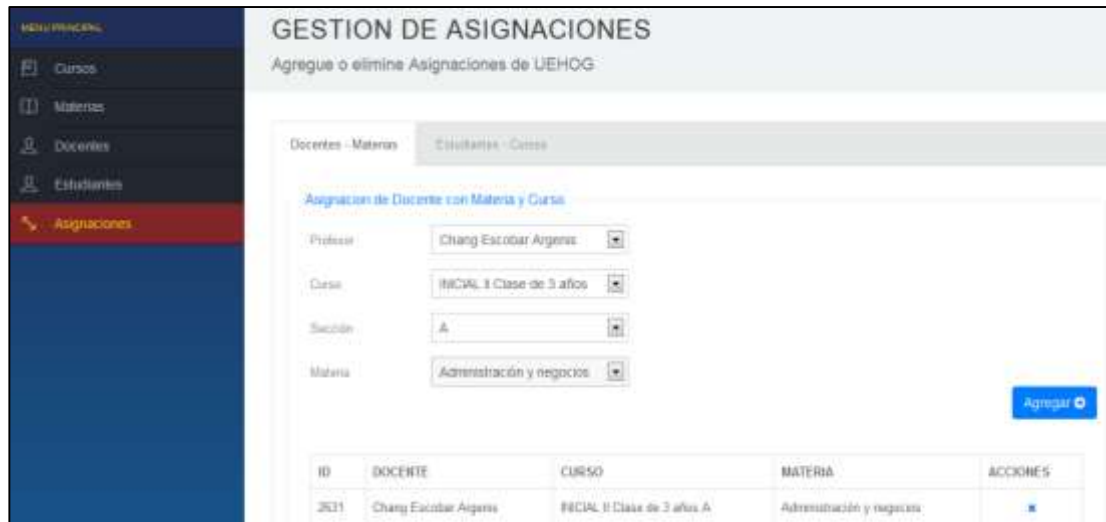 MENU PRINCIPAL
Cursos
Materias
Docentes
Estudiantes
Asignaciones
GESTION DE ASIGNACIONES
Agregue o elimine Asignaciones de UEHOG
Docentes - Materias
Estudiantes - Cursos
Asignacion de Docente con Materia y Curso
Profesor
Chang Escobar Argenis
Curso
INICIAL II Clase de 3 años
Sección
A
Materia
Administración y negocios
Agregar
ID DOCENTE CURSO MATERIA ACCIONES
2631 Chang Escobar Argenis INICIAL II Clase de 3 años A Administración y negocios